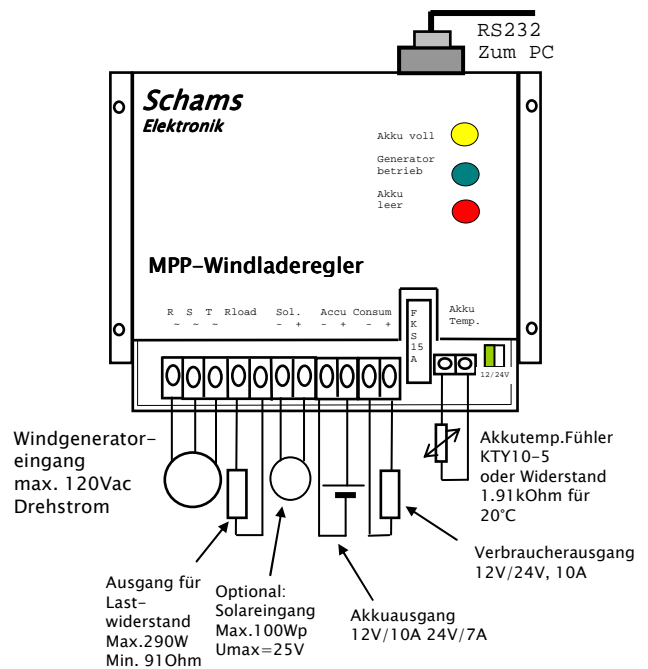 RS232
Zum PC
Schams
Elektronik
Akku voll
Generator
betrieb
Akku
leer
MPP-Windladeregler
R S T Rload Sol. Accu Consum
~ ~ ~ - + - + - +
F
K
S
15
A
Akku
Temp.
12/24V
Windgenerator-
eingang
max. 120Vac
Drehstrom
Akkutemp.Fühler
KTY10-5
oder Widerstand
1.91kOhm für
20°C
Verbraucherausgang
12V/24V, 10A
Ausgang für
Last-
widerstand
Max.290W
Min. 91Ohm
Optional:
Solareingang
Max.100Wp
Umax=25V
Akkuausgang
12V/10A 24V/7A